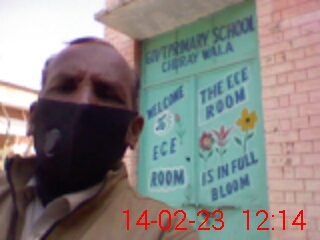 GOVT PRIMARY SCHOOL
CHURAY WALA
WELCOME
ECE
ROOM
THE ECE
ROOM
IS IN FULL
BLOOM
14-02-23 12:14